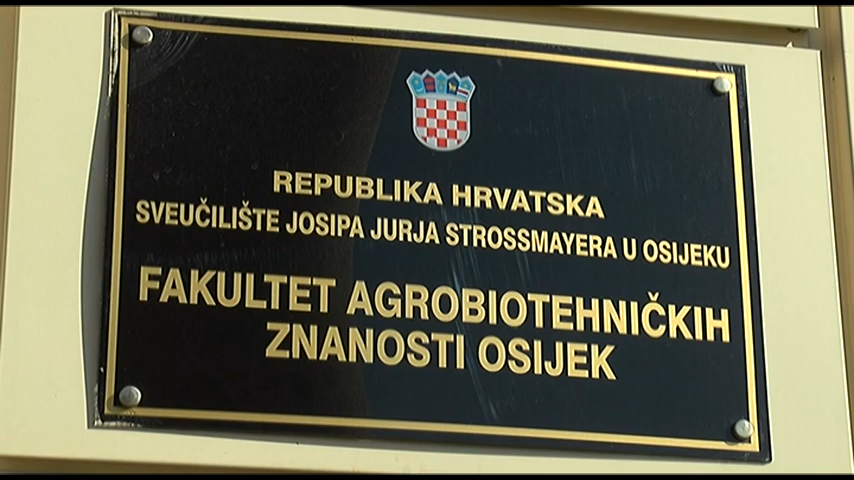 REPUBLIKA HRVATSKA
SVEUČILIŠTE JOSIPA JURJA STROSSMAYERA U OSIJEKU
FAKULTET AGROBIOTEHNIČKIH
ZNANOSTI OSIJEK